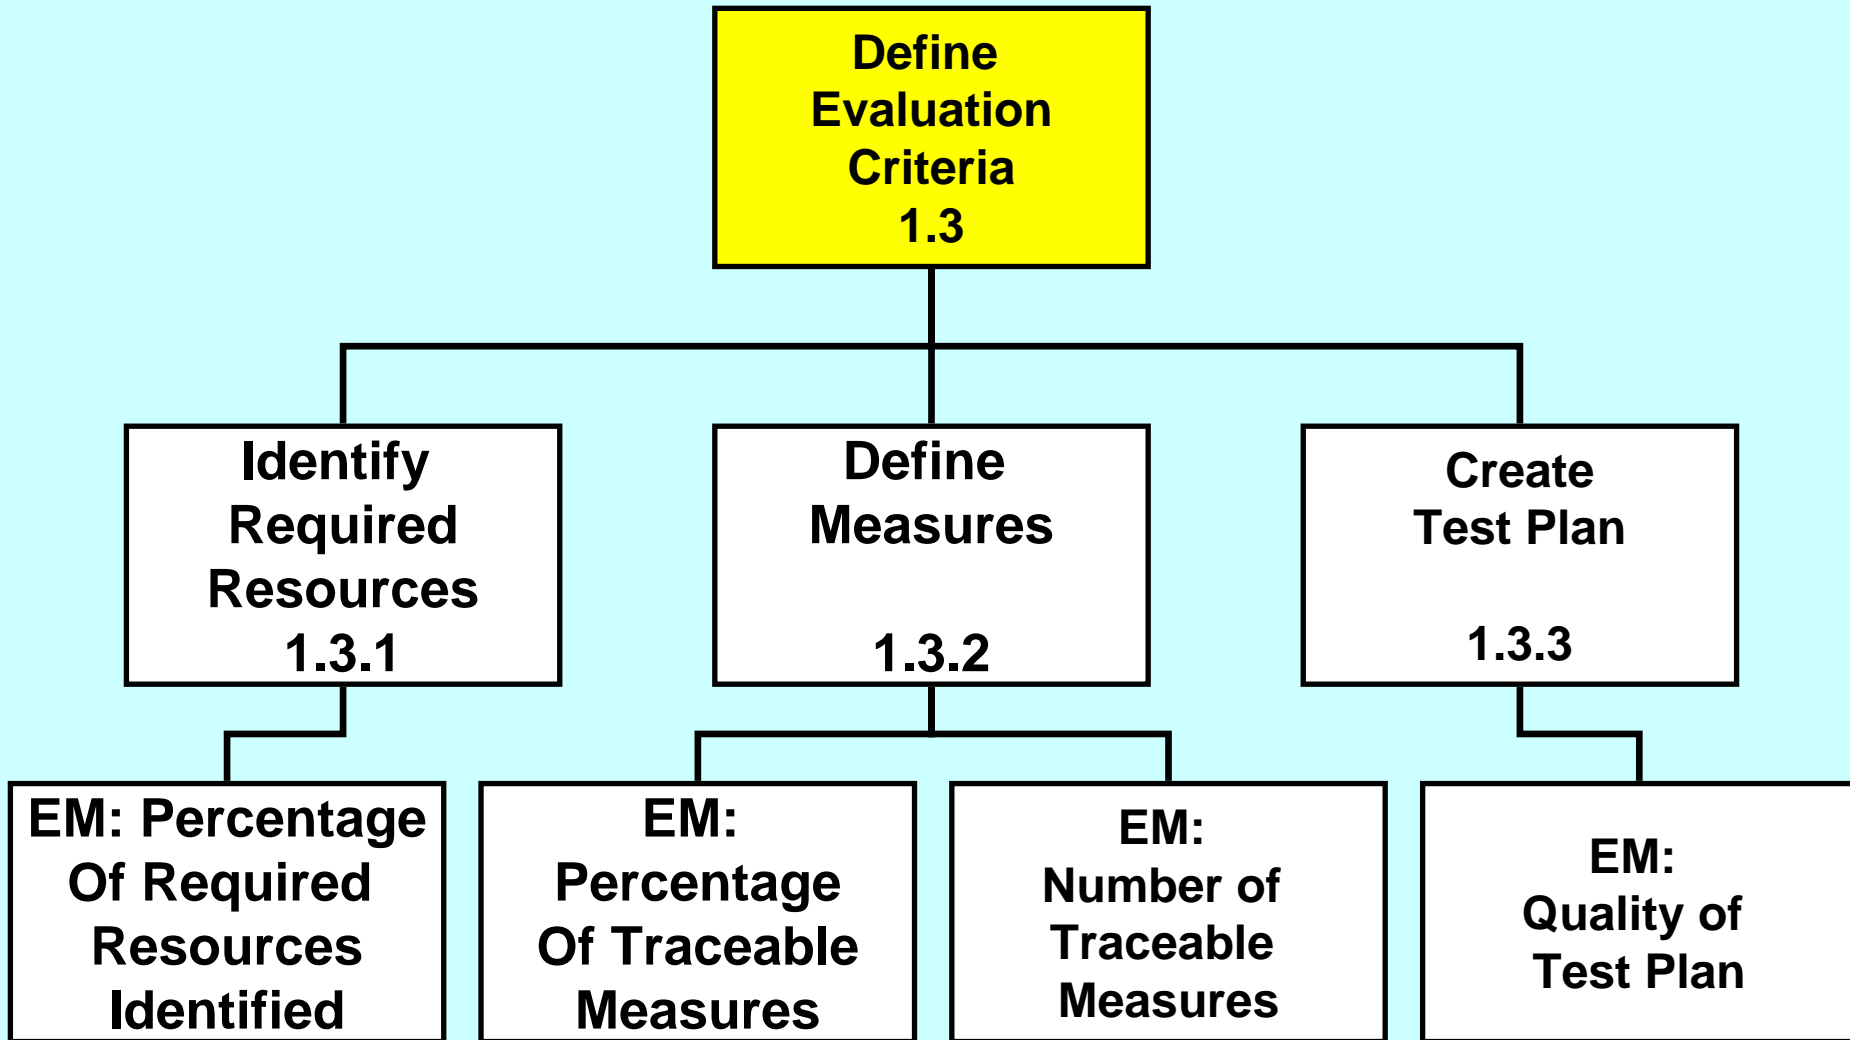 Define
Evaluation
Criteria
1.3
Identify
Required
Resources
1.3.1
Define
Measures
1.3.2
Create
Test Plan
1.3.3
EM: Percentage
Of Required
Resources
Identified
EM:
Percentage
Of Traceable
Measures
EM:
Number of
Traceable
Measures
EM:
Quality of
Test Plan